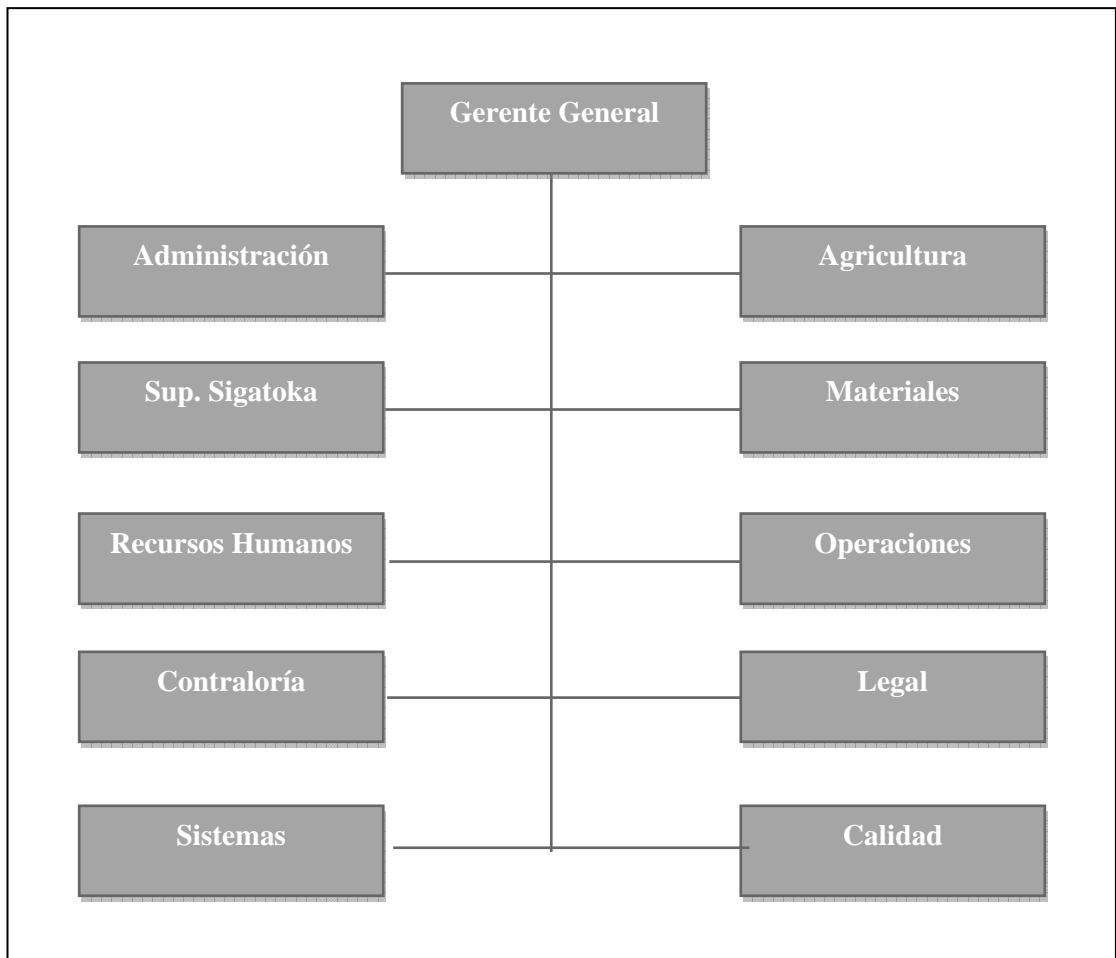 Gerente General
Administración
Agricultura
Sup. Sigatoka
Materiales
Recursos Humanos
Operaciones
Contraloría
Legal
Sistemas
Calidad